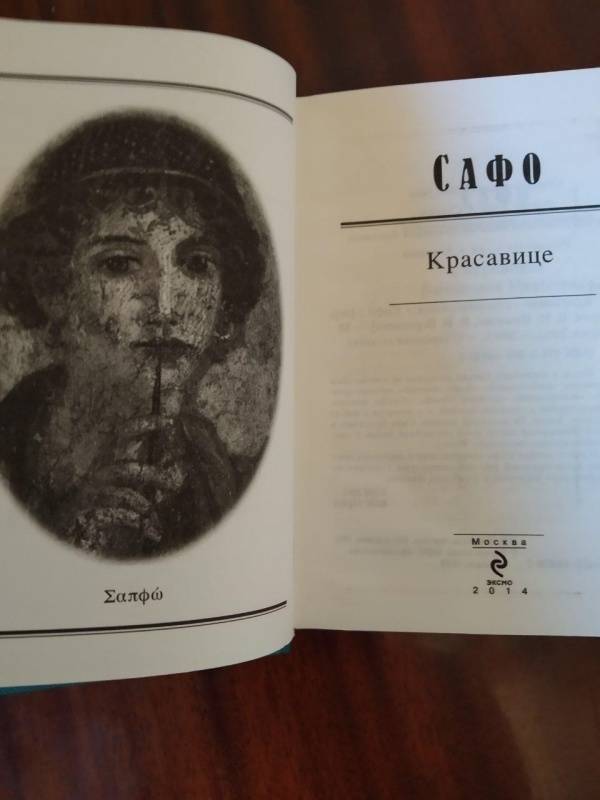 Σαπφώ
САФО
Красавице
Москва
ЭКСМО
2014